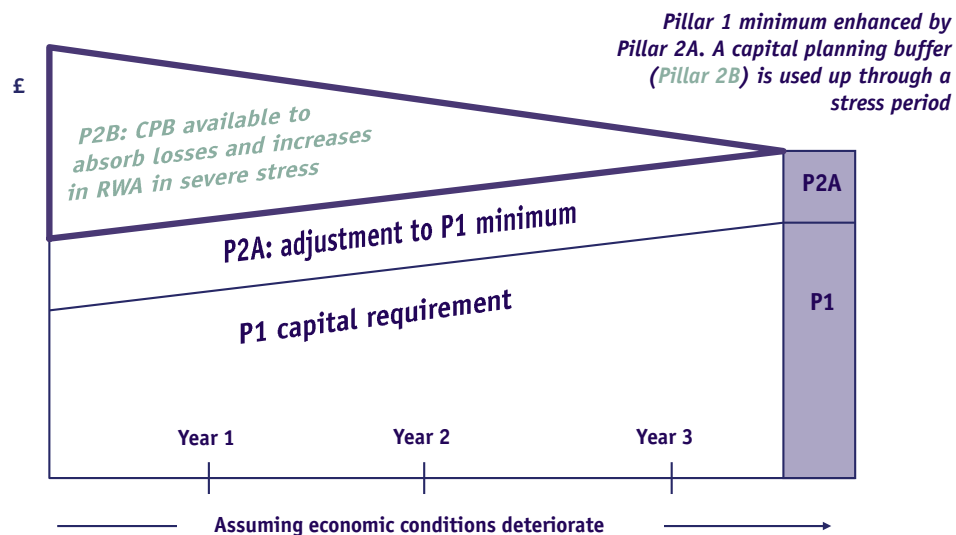 Pillar 1 minimum enhanced by
Pillar 2A. A capital planning buffer
(Pillar 2B) is used up through a
stress period
£
P2B: CPB available to
absorb losses and increases
in RWA in severe stress
P2A
P2A: adjustment to P1 minimum
P1
P1 capital requirement
Year 1
Year 2
Year 3
Assuming economic conditions deteriorate